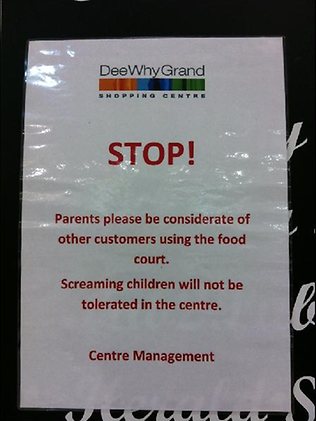 DeeWhyGrand
SHOPPING CENTRE
STOP!
Parents please be considerate of
other customers using the food
court.
Screaming children will not be
tolerated in the centre.
Centre Management
Herald S